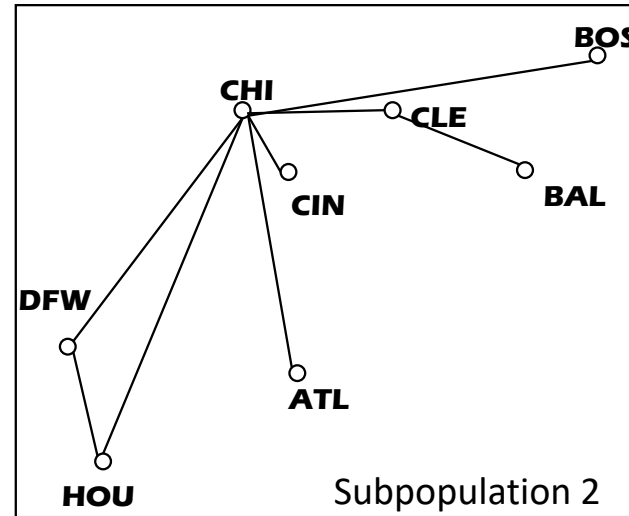 BOS
CHI
CLE
CIN
BAL
DFW
ATL
HOU
Subpopulation 2